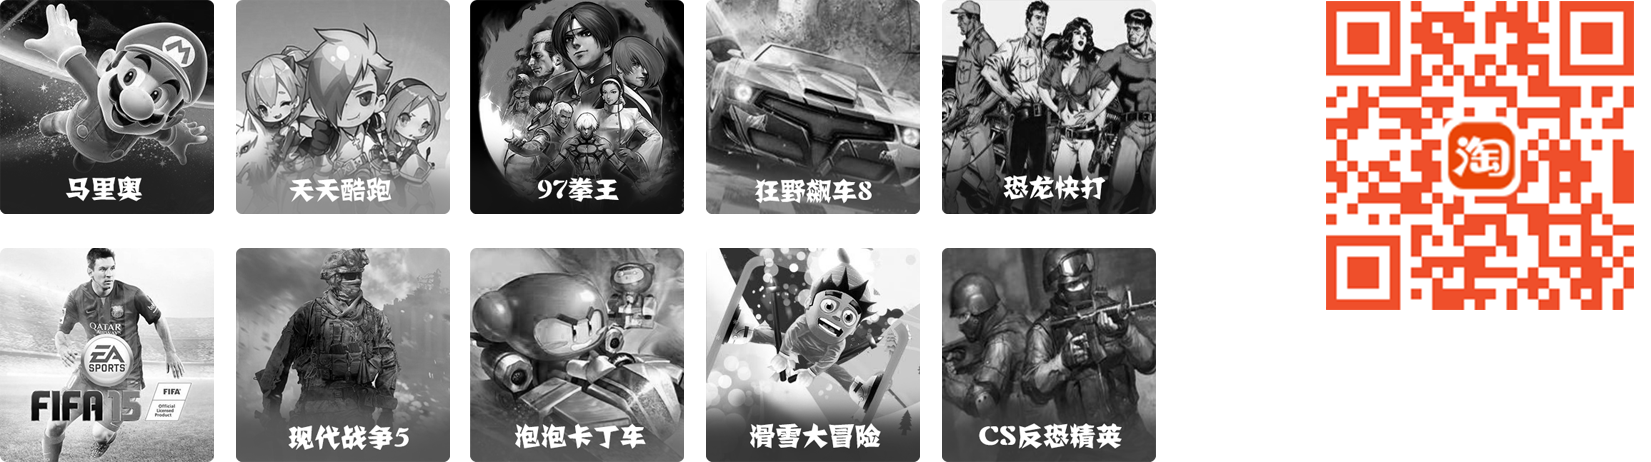 马里奥
天天酷跑
97拳王
狂野飙车8
恐龙快打
淘
QATAR
AIRWAYS
EA
SPORTS
FIFA 15
FIFA
Official
Licensed
Product
现代战争5
泡泡卡丁车
滑雪大冒险
CS反恐精英